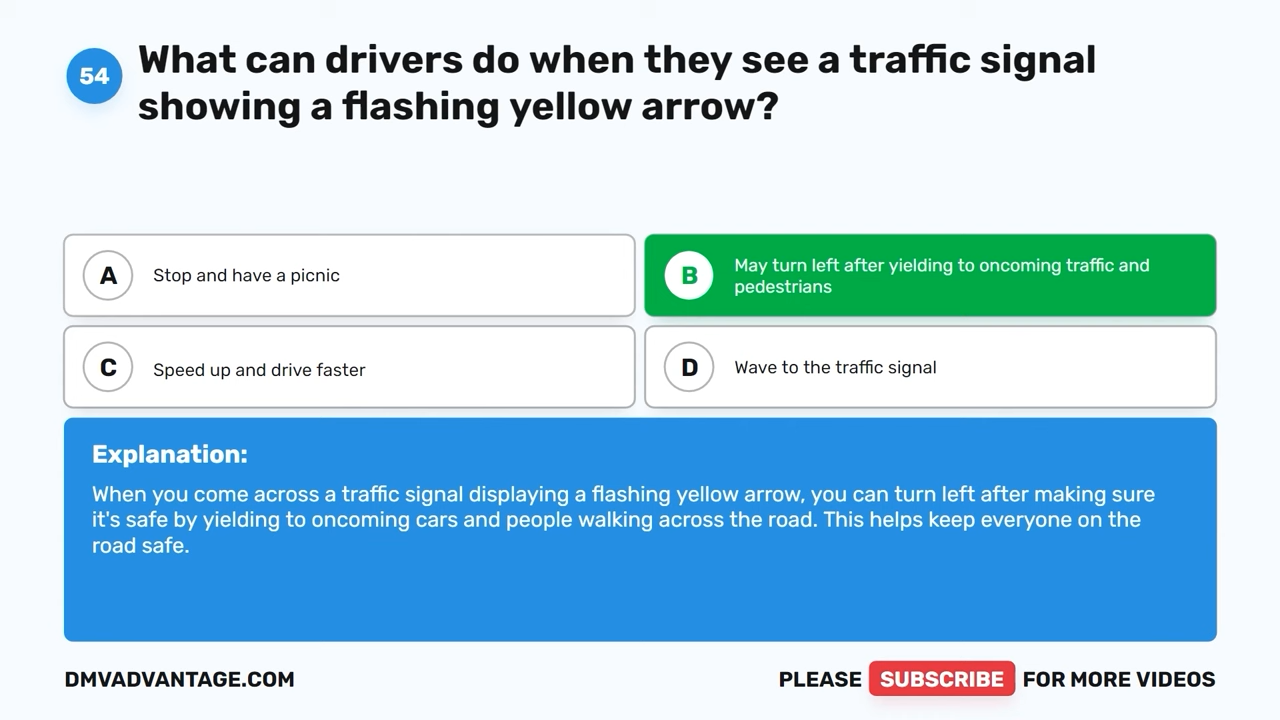 54
What can drivers do when they see a traffic signal
showing a flashing yellow arrow?
A
Stop and have a picnic
B
May turn left after yielding to oncoming traffic and
pedestrians
C
Speed up and drive faster
D
Wave to the traffic signal
Explanation:
When you come across a traffic signal displaying a flashing yellow arrow, you can turn left after making sure
it's safe by yielding to oncoming cars and people walking across the road. This helps keep everyone on the
road safe.
DMVADVANTAGE.COM
PLEASE SUBSCRIBE FOR MORE VIDEOS